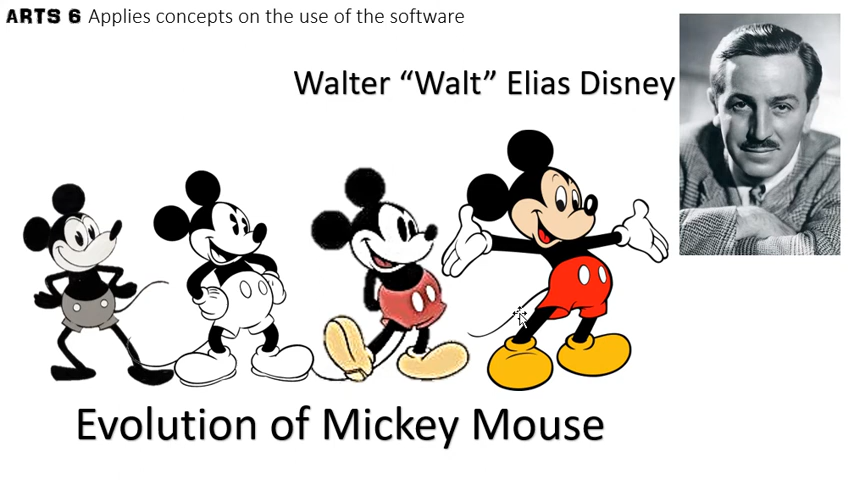 ARTS 6 Applies concepts on the use of the software
Walter “Walt” Elias Disney
Evolution of Mickey Mouse